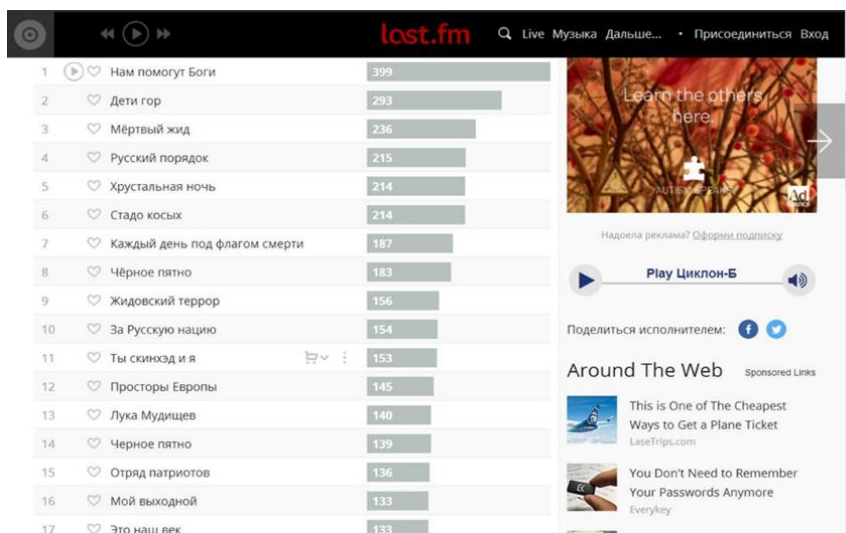 last.fm
Live Музыка Дальше... • Присоединиться Вход
1 Нам помогут Боги 399
2 Дети гор 293
3 Мёртвый жид 236
4 Русский порядок 215
5 Хрустальная ночь 214
6 Стадо косых 214
7 Каждый день под флагом смерти 187
8 Чёрное пятно 183
9 Жидовский террор 156
10 За Русскую нацию 154
11 Ты скинхэд и я 153
12 Просторы Европы 145
13 Лука Мудищев 140
14 Черное пятно 139
15 Отряд патриотов 136
16 Мой выходной 133
17 Это наш век 133
Learn the others
here.
AUTISM SPEAKS
Ad
Надоела реклама? Оформи подписку
Play Циклон-Б
Поделиться исполнителем:
Around The Web Sponsored Links
This is One of The Cheapest
Ways to Get a Plane Ticket
LaseTrips.com
You Don't Need to Remember
Your Passwords Anymore
Everykey